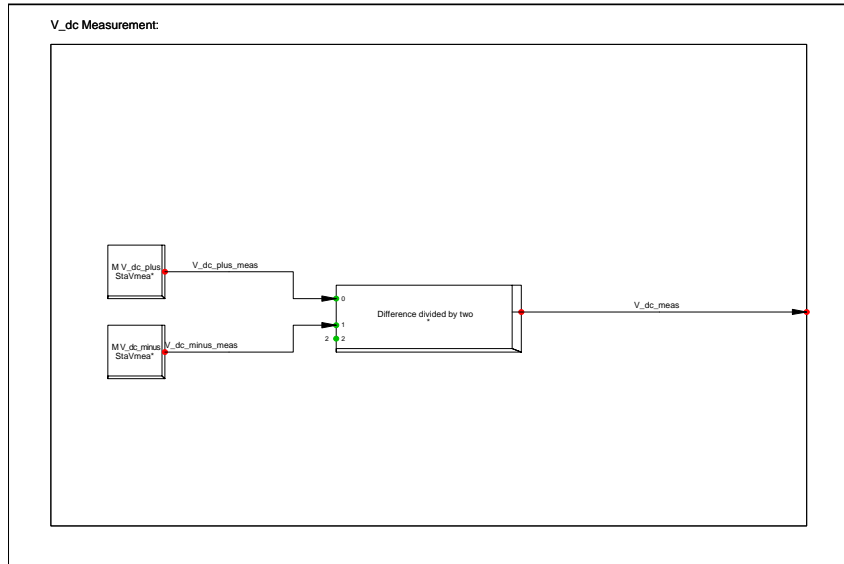 V_dc Measurement:
M V_dc_plus
StaVmea*
V_dc_plus_meas
0
Difference divided by two
*
V_dc_meas
1
M V_dc_minus
StaVmea*
V_dc_minus_meas
2
2